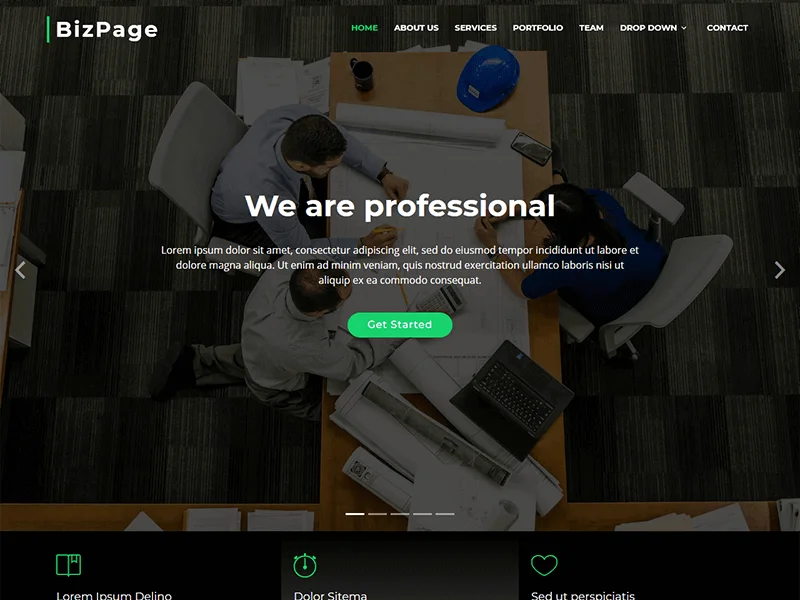 BizPage
HOME ABOUT US SERVICES PORTFOLIO TEAM DROP DOWN CONTACT
We are professional
Lorem ipsum dolor sit amet, consectetur adipiscing elit, sed do eiusmod tempor incididunt ut labore et
dolore magna aliqua. Ut enim ad minim veniam, quis nostrud exercitation ullamco laboris nisi ut
aliquip ex ea commodo consequat.
Get Started
Lorem Ipsum Delino Dolor Sitema Sed ut perspiciatis